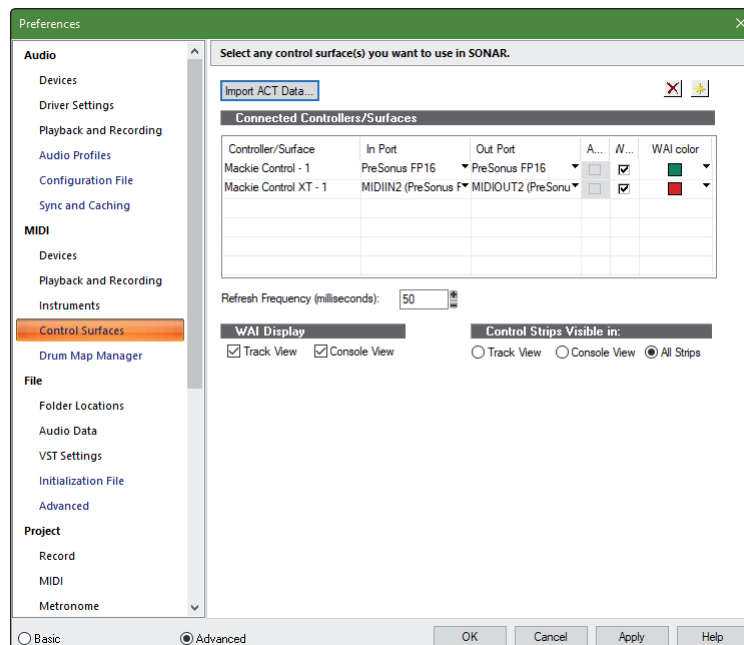 Preferences
Audio
Devices
Driver Settings
Playback and Recording
Audio Profiles
Configuration File
Sync and Caching
MIDI
Devices
Playback and Recording
Instruments
Control Surfaces
Drum Map Manager
File
Folder Locations
Audio Data
VST Settings
Initialization File
Advanced
Project
Record
MIDI
Metronome
Basic
Advanced
Select any control surface(s) you want to use in SONAR.
Import ACT Data...
Connected Controllers/Surfaces
Controller/Surface In Port Out Port A... W... WAI color
Mackie Control - 1 PreSonus FP16 PreSonus FP16
Mackie Control XT - 1 MIDIIN2 (PreSonus F MIDIOUT2 (PreSonu
Refresh Frequency (milliseconds): 50
WAI Display
Track View Console View
Control Strips Visible in:
Track View Console View All Strips
OK Cancel Apply Help